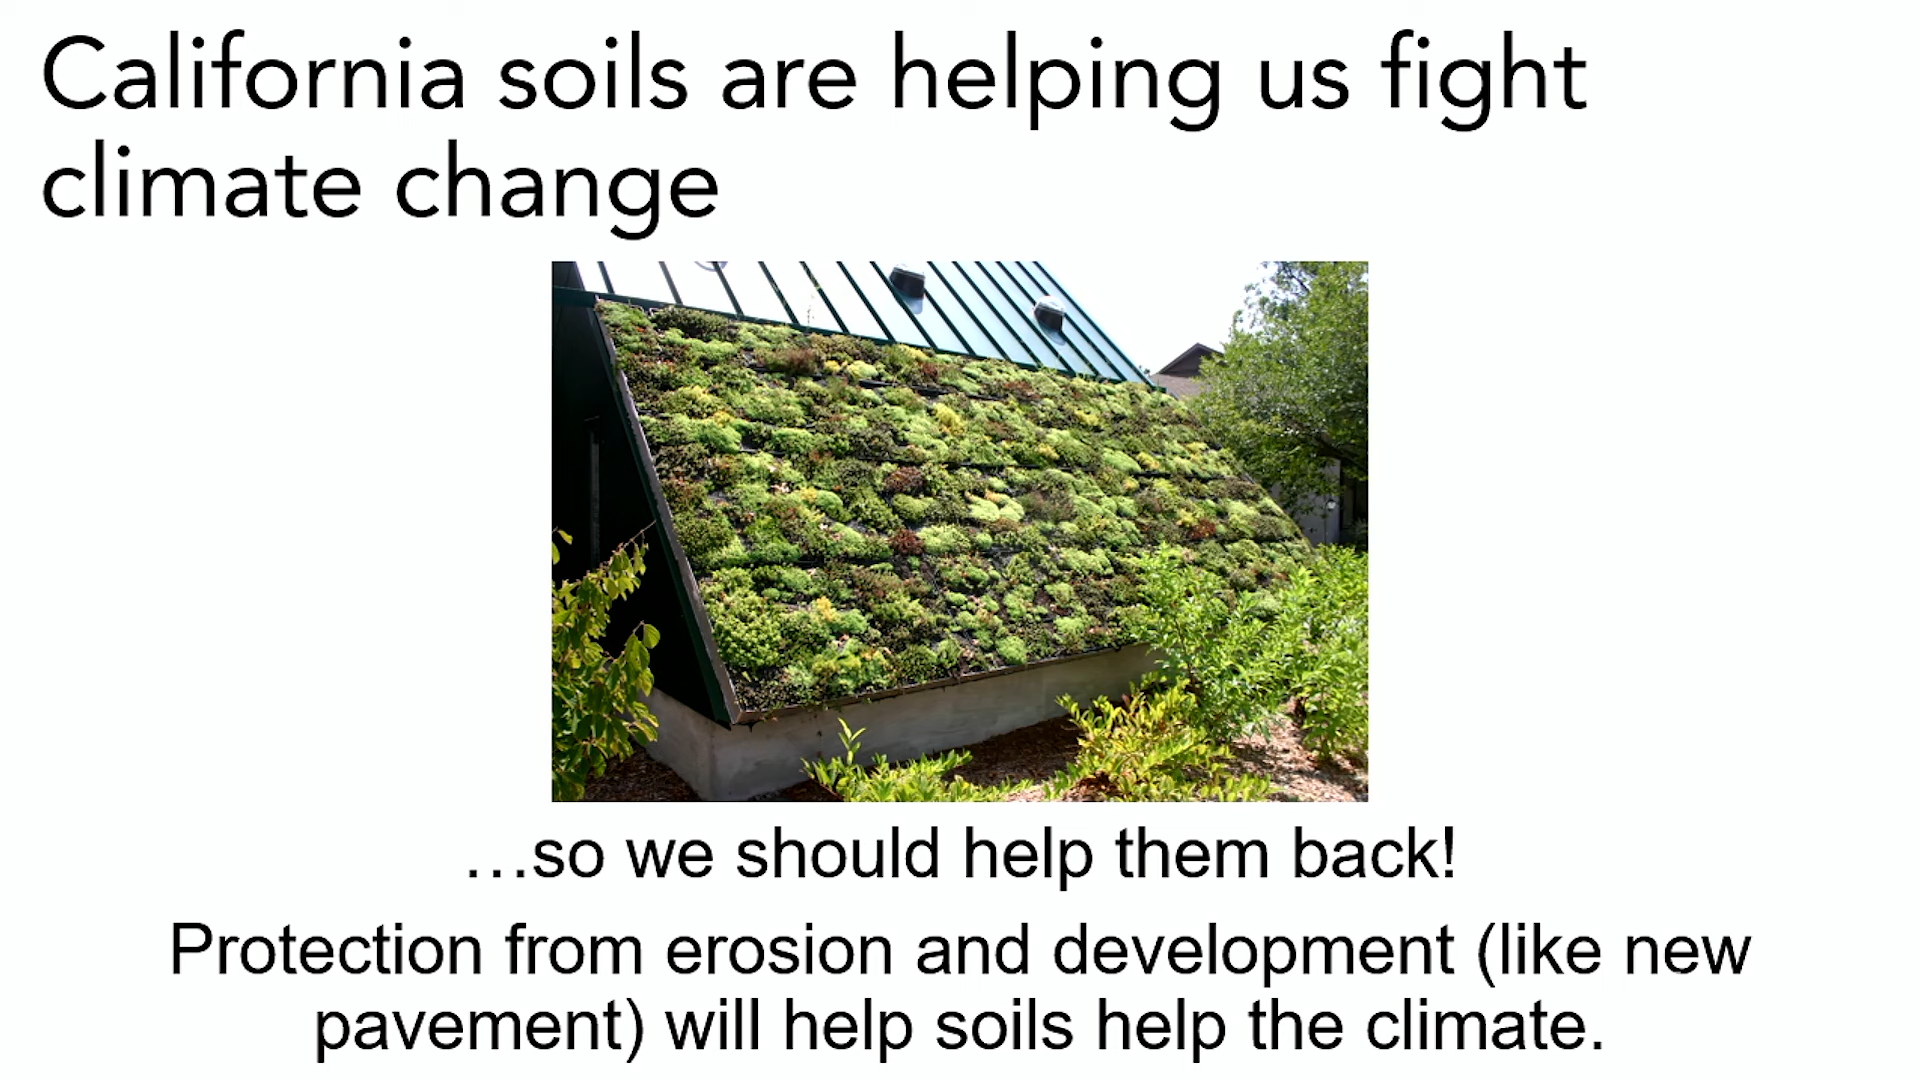 California soils are helping us fight
climate change
…so we should help them back!
Protection from erosion and development (like new
pavement) will help soils help the climate.